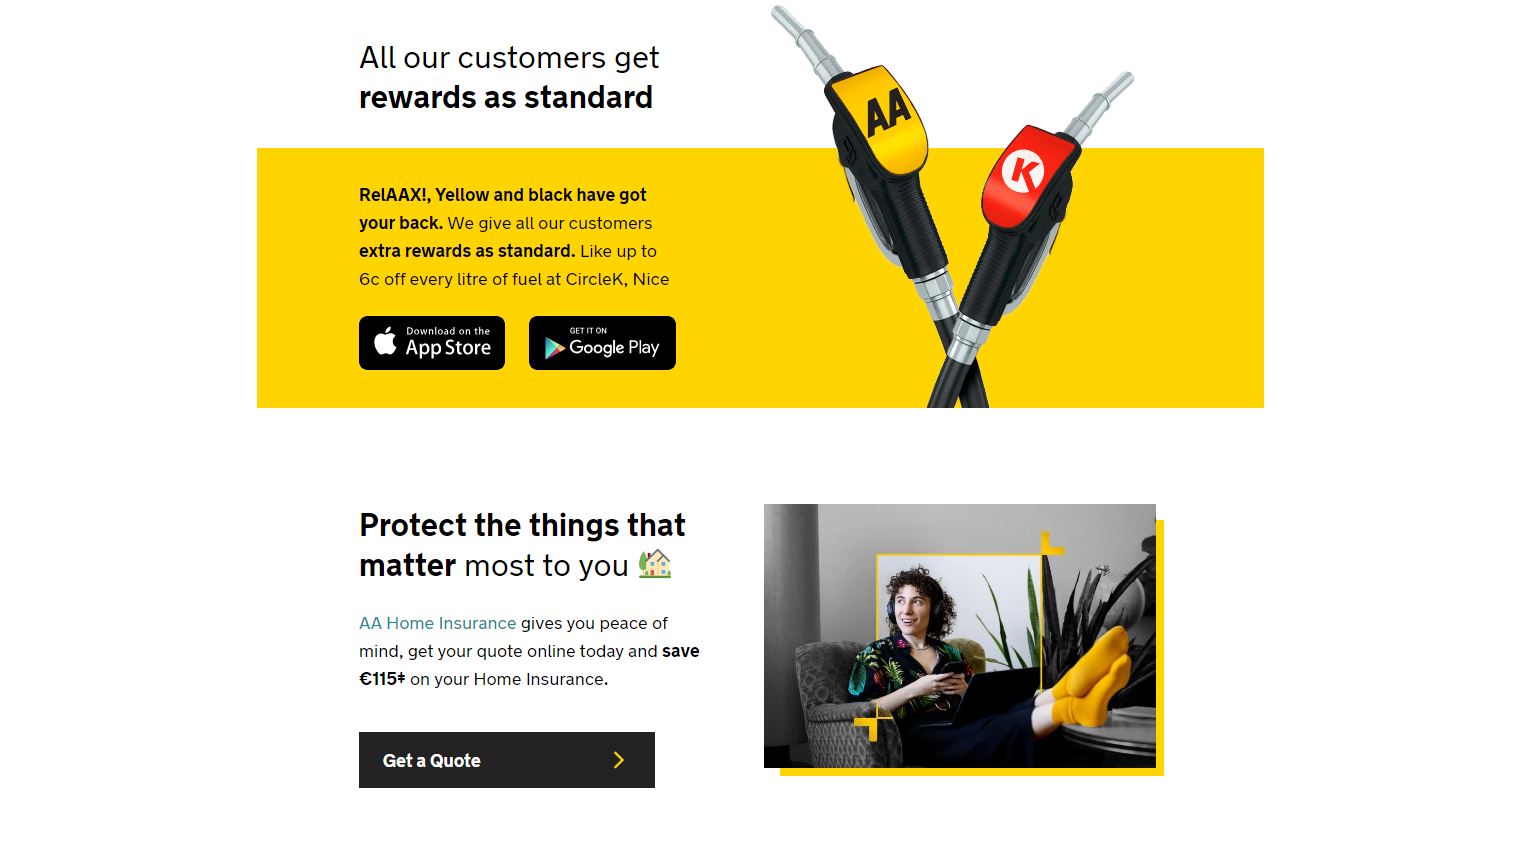 All our customers get
rewards as standard
AA
K
RelAAX!, Yellow and black have got
your back. We give all our customers
extra rewards as standard. Like up to
6c off every litre of fuel at CircleK, Nice
Download on the
App Store
GET IT ON
Google Play
Protect the things that
matter most to you
AA Home Insurance gives you peace of
mind, get your quote online today and save
€115ǂ on your Home Insurance.
Get a Quote